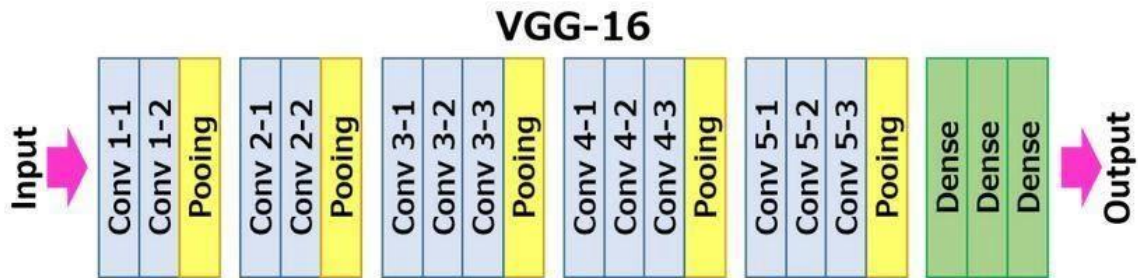 VGG-16
Input
Conv 1-1
Conv 1-2
Pooing
Conv 2-1
Conv 2-2
Pooing
Conv 3-1
Conv 3-2
Conv 3-3
Pooing
Conv 4-1
Conv 4-2
Conv 4-3
Pooing
Conv 5-1
Conv 5-2
Conv 5-3
Pooing
Dense
Dense
Dense
Output